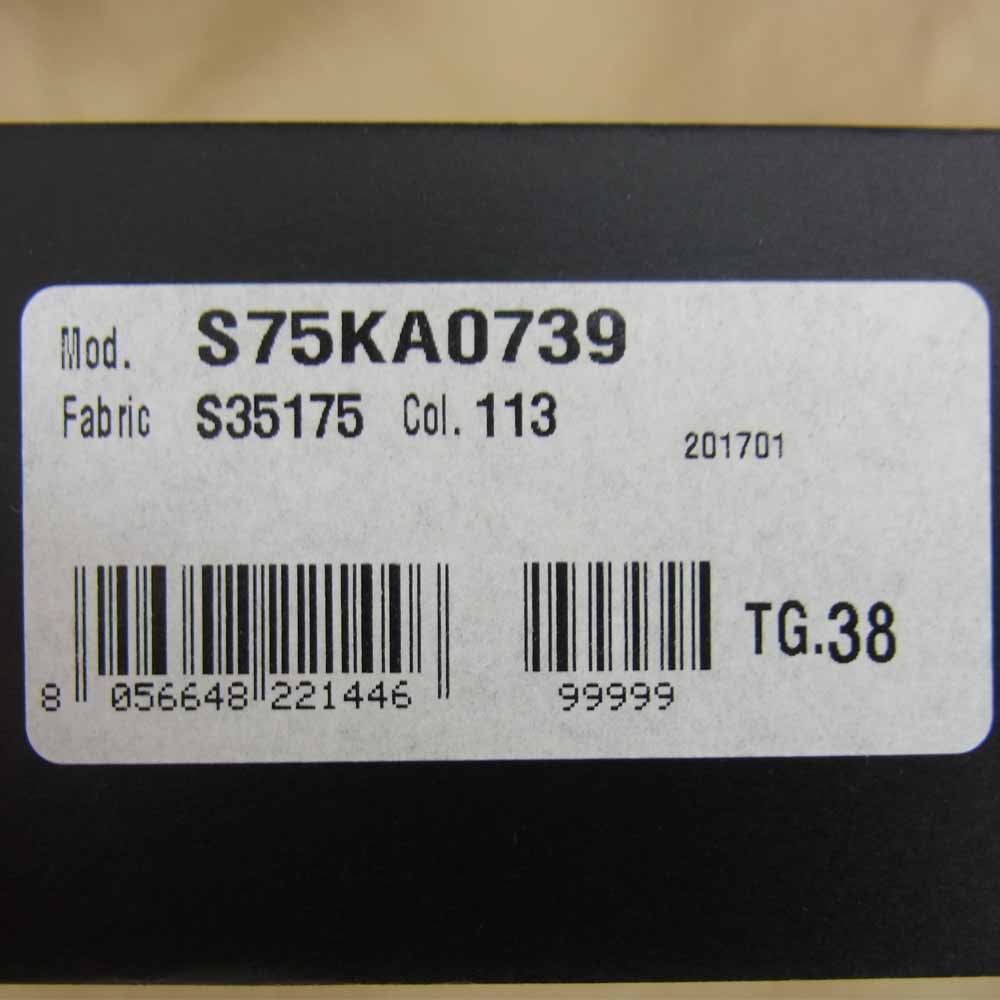 Mod. S75KA0739
Fabric S35175 Col. 113
201701
TG.38
8 056648 221446 99999